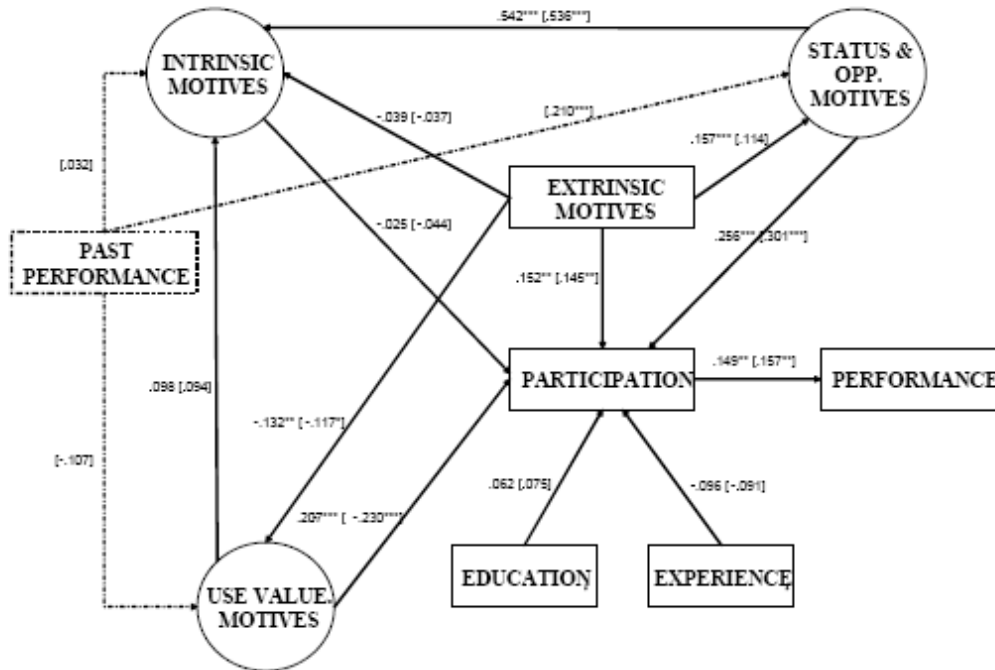 .542*** [.536***]
INTRINSIC
MOTIVES
STATUS &
OPP.
MOTIVES
-.039 [-.037]
[.210***]
.157*** [.114]
[.032]
EXTRINSIC
MOTIVES
-.025 [-.044]
.256*** [.301***]
PAST
PERFORMANCE
.152** [.145**]
.149** [.157**]
PARTICIPATION
PERFORMANCE
.098 [.094]
-.132** [-.117*]
[-.107]
.062 [.075]
-.096 [-.091]
.207*** [ -.230***]
EDUCATION
EXPERIENCE
USE VALUE.
MOTIVES